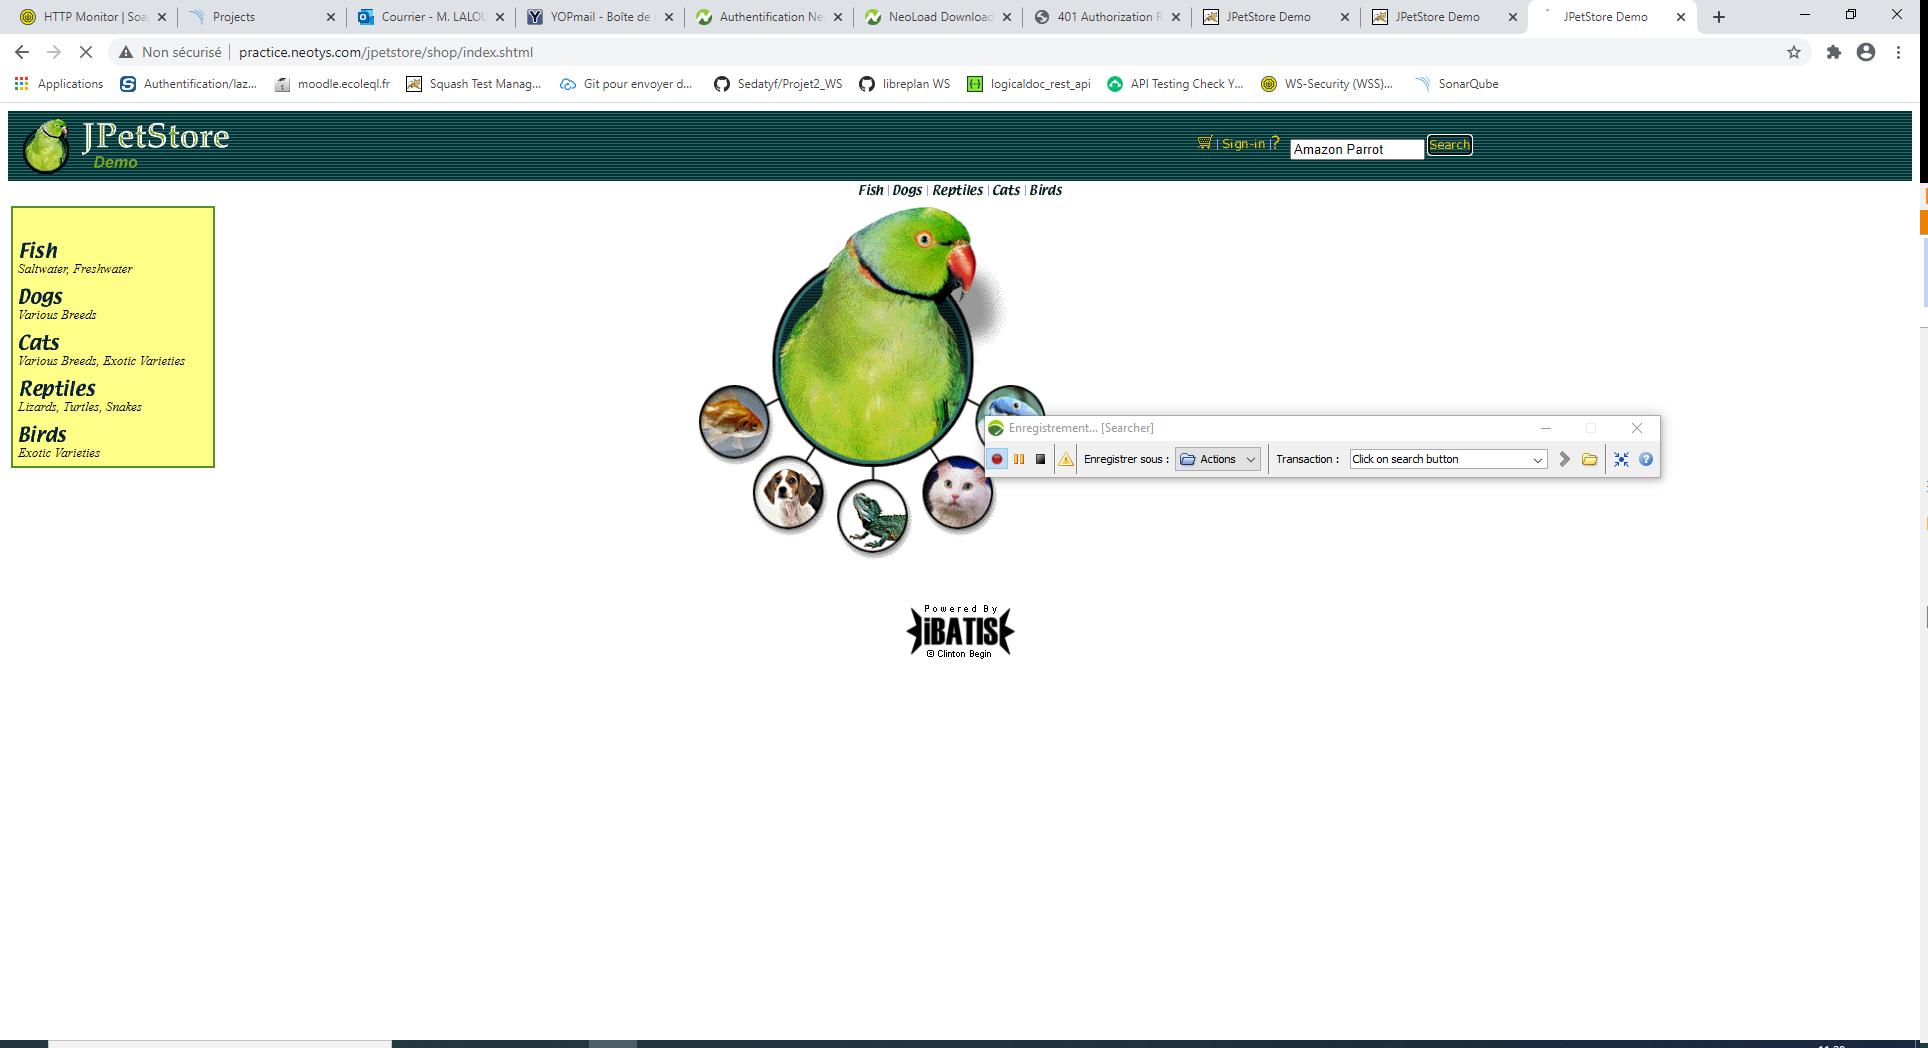 HTTP Monitor | Soa
Projects
Courrier - M. LALOU
YOPmail - Boîte de
Authentification Ne
NeoLoad Download
401 Authorization R
JPetStore Demo
JPetStore Demo
JPetStore Demo
Non sécurisé
practice.neotys.com/jpetstore/shop/index.shtml
Applications
Authentification/laz...
moodle.ecoleql.fr
Squash Test Manag...
Git pour envoyer d...
Sedatyf/Projet2_WS
libreplan WS
logicaldoc_rest_api
API Testing Check Y...
WS-Security (WSS)...
SonarQube
JPetStore
Demo
| Sign-in | ?
Amazon Parrot
Search
Fish | Dogs | Reptiles | Cats | Birds
Fish
Saltwater, Freshwater
Dogs
Various Breeds
Cats
Various Breeds, Exotic Varieties
Reptiles
Lizards, Turtles, Snakes
Birds
Exotic Varieties
Enregistrement... [Searcher]
Enregistrer sous :
Actions
Transaction :
Click on search button
Powered By
iBATIS
© Clinton Begin